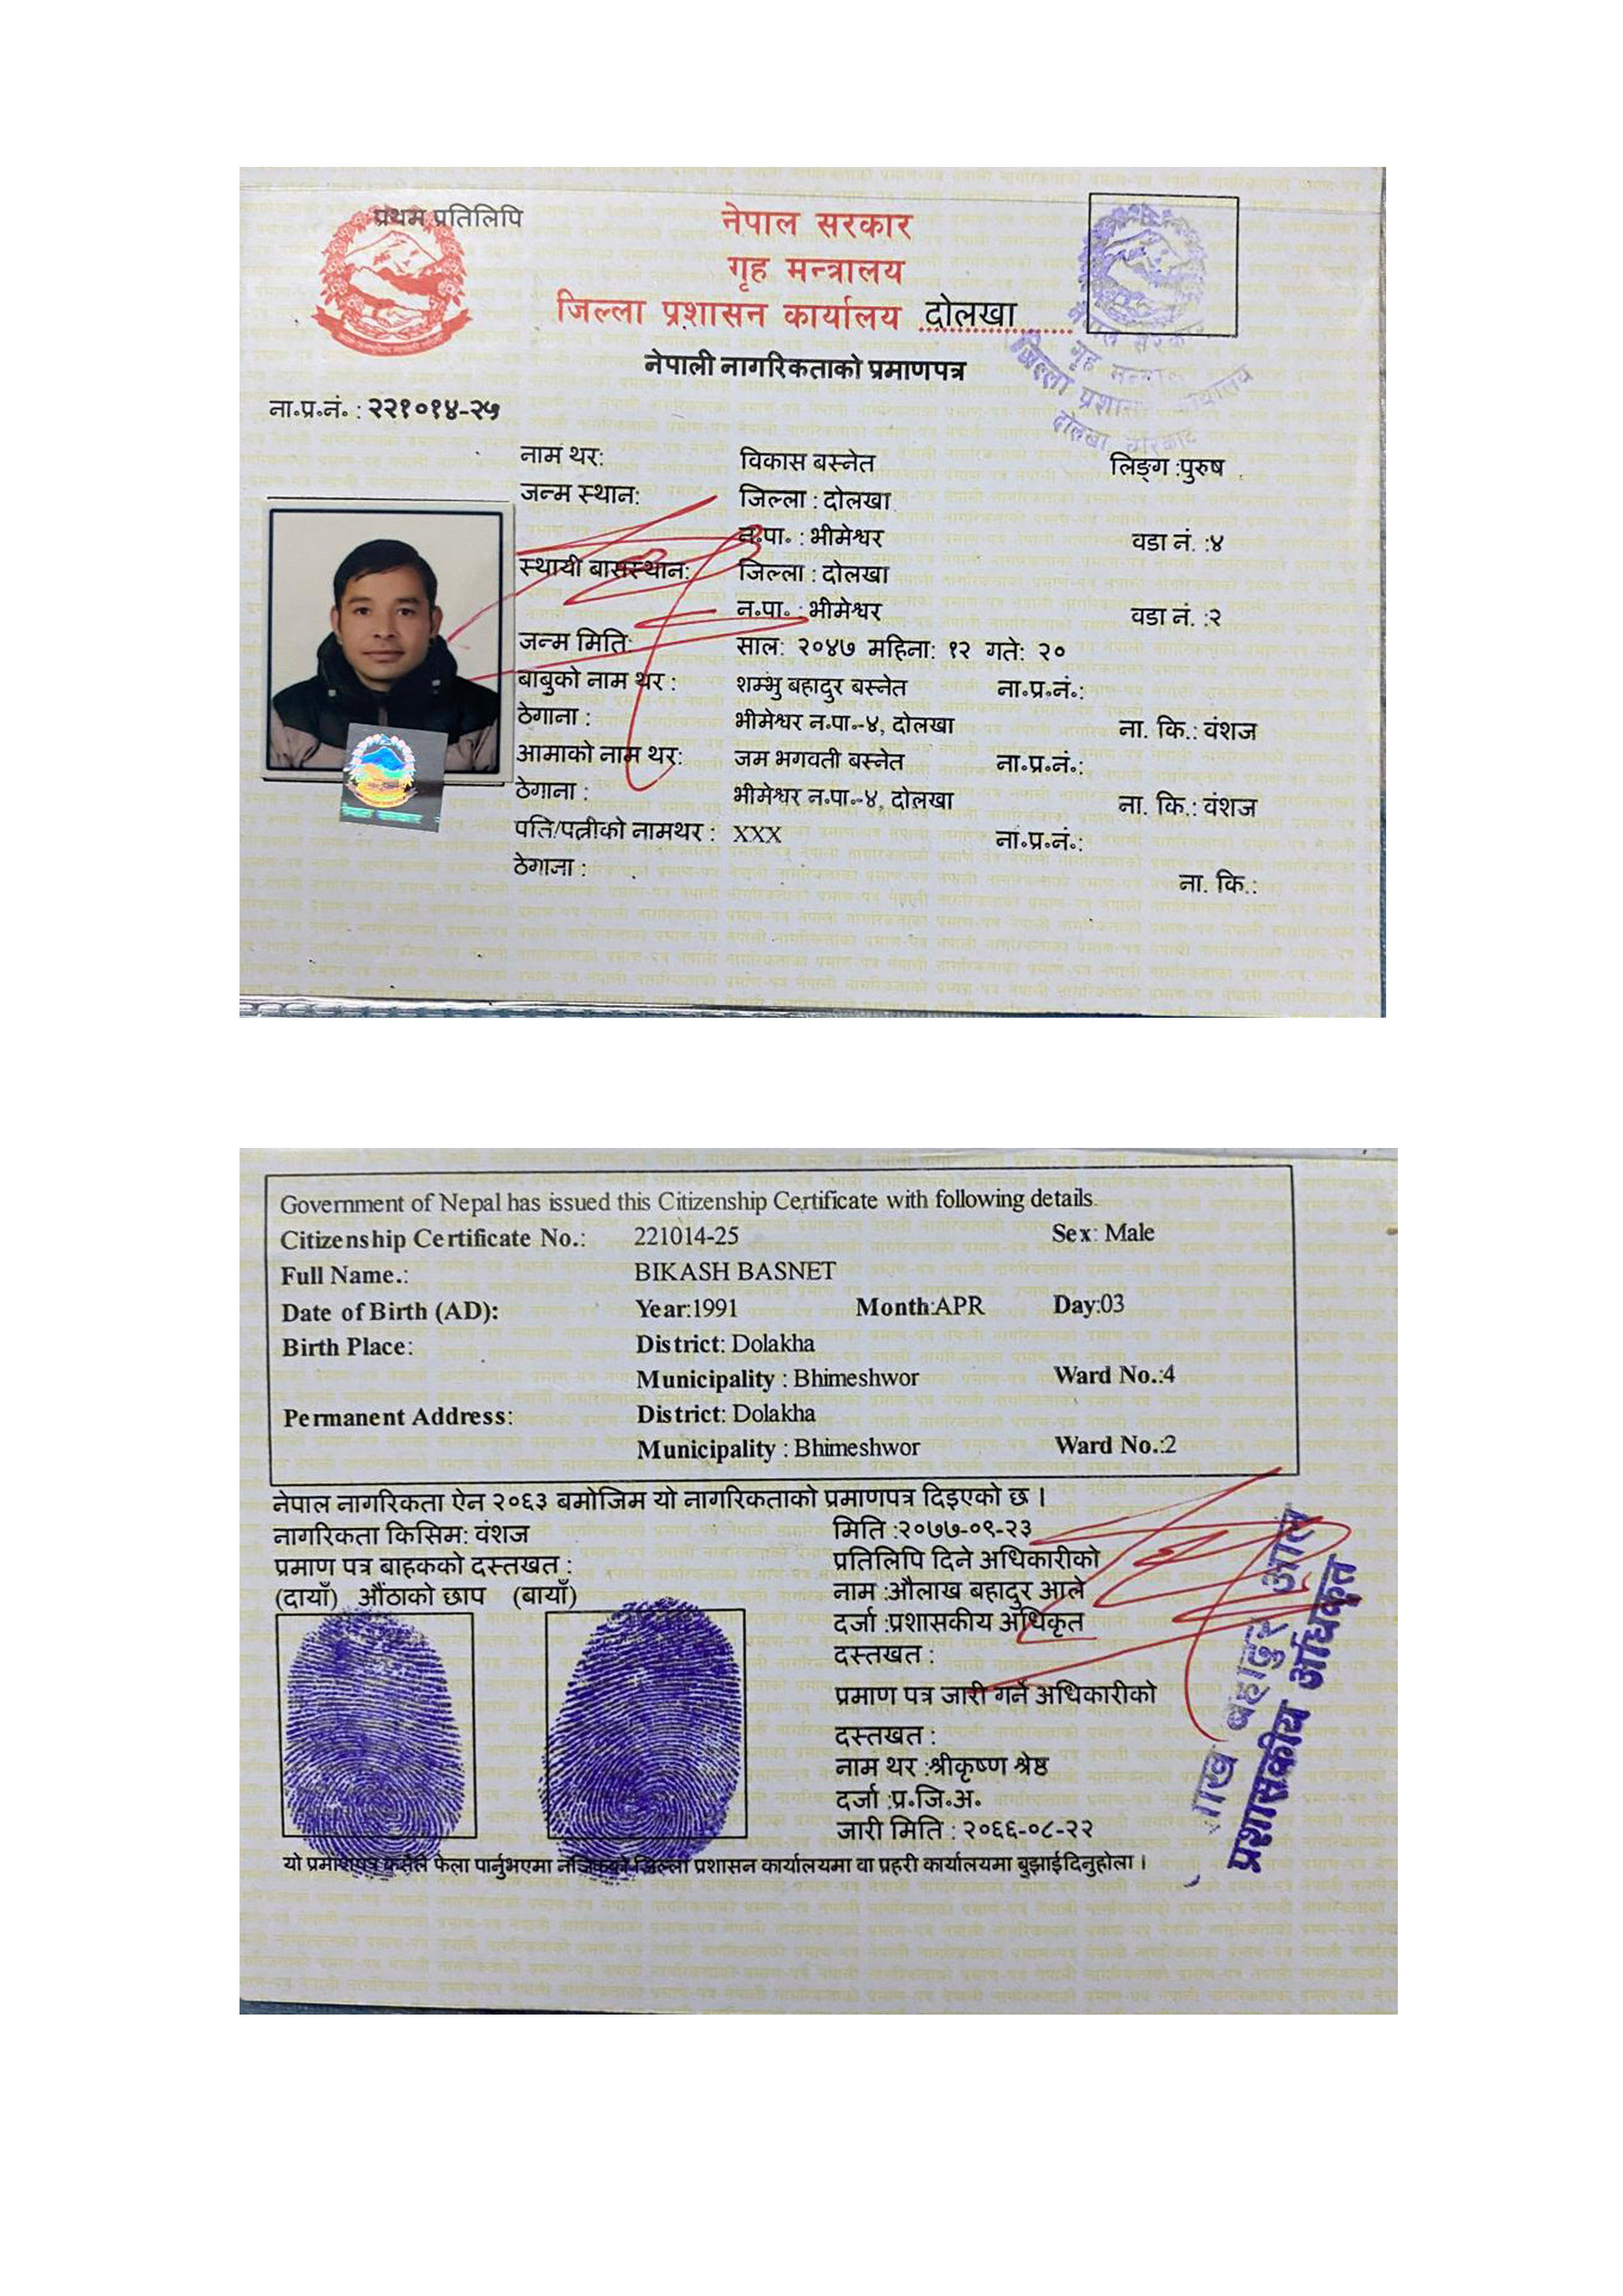 प्रथम प्रतिलिपि
नेपाल सरकार
गृह मन्त्रालय
जिल्ला प्रशासन कार्यालय दोलखा
नेपाल सरकार
गृह मन्त्रालय
जिल्ला प्रशासन
दोलखा
नेपाली नागरिकताको प्रमाणपत्र
ना॰प्र॰नं॰ : २२१०१४-२५
नाम थर: विकास बस्नेत लिङ्ग :पुरुष
जन्म स्थान: जिल्ला : दोलखा
न॰पा॰ : भीमेश्वर वडा नं. :४
स्थायी बासस्थान: जिल्ला : दोलखा
न॰पा॰ : भीमेश्वर वडा नं. :२
जन्म मिति: साल: २०४७ महिना: १२ गते: २०
बाबुको नाम थर : शम्भु बहादुर बस्नेत ना॰प्र॰नं॰:
ठेगाना : भीमेश्वर न॰पा॰-४, दोलखा ना. कि.: वंशज
आमाको नाम थर: जम भगवती बस्नेत ना॰प्र॰नं॰:
ठेगाना : भीमेश्वर न॰पा॰-४, दोलखा ना. कि.: वंशज
पति/पत्नीको नामथर : XXX ना॰प्र॰नं॰:
ठेगाना : ना. कि.:
Government of Nepal has issued this Citizenship Certificate with following details.
Citizenship Certificate No.: 221014-25 Sex: Male
Full Name.: BIKASH BASNET
Date of Birth (AD): Year:1991 Month:APR Day:03
Birth Place: District: Dolakha
Municipality : Bhimeshwor Ward No.:4
Permanent Address: District: Dolakha
Municipality : Bhimeshwor Ward No.:2
नेपाल नागरिकता ऐन २०६३ बमोजिम यो नागरिकताको प्रमाणपत्र दिइएको छ ।
नागरिकता किसिम: वंशज मिति :२०७७-०९-२३
प्रमाण पत्र बाहकको दस्तखत : प्रतिलिपि दिने अधिकारीको
(दायाँ) औंठाको छाप (बायाँ) नाम :औलाख बहादुर आले
दर्जा :प्रशासकीय अधिकृत
दस्तखत :
प्रमाण पत्र जारी गर्ने अधिकारीको
दस्तखत :
नाम थर :श्रीकृष्ण श्रेष्ठ
दर्जा :प्र॰जि॰अ॰
जारी मिति : २०६६-०८-२२
यो प्रमाणपत्र कसैले फेला पार्नुभएमा नजिकको जिल्ला प्रशासन कार्यालयमा वा प्रहरी कार्यालयमा बुझाईदिनुहोला ।
बहादुर आले
प्रशासकीय अधिकृत